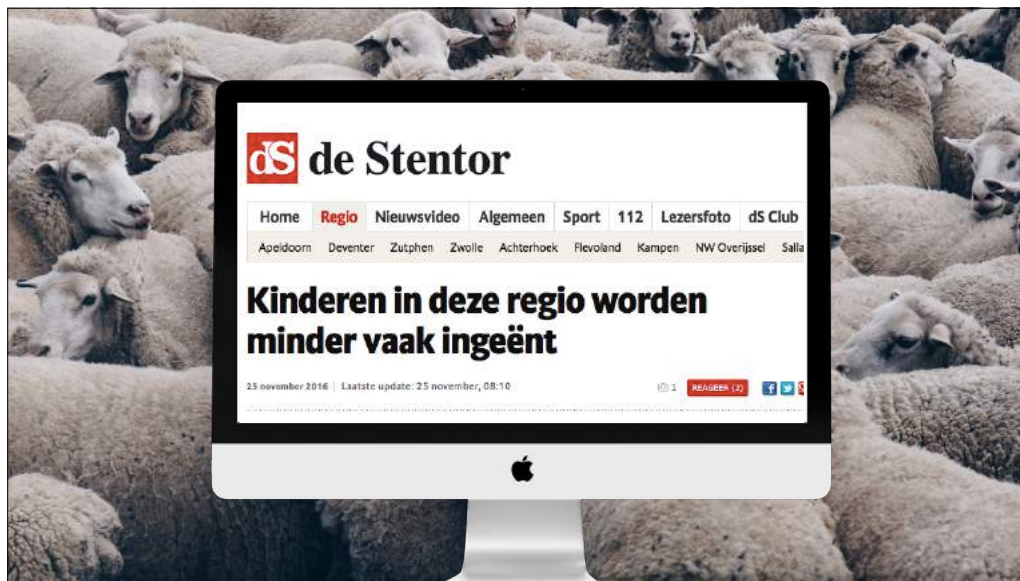 dS de Stentor
Home Regio Nieuwsvideo Algemeen Sport 112 Lezersfoto dS Club
Apeldoorn Deventer Zutphen Zwolle Achterhoek Flevoland Kampen NW Overijssel Salla
Kinderen in deze regio worden
minder vaak ingeënt
25 november 2016 | Laatste update: 25 november, 08:10 1 REAGEER (2)